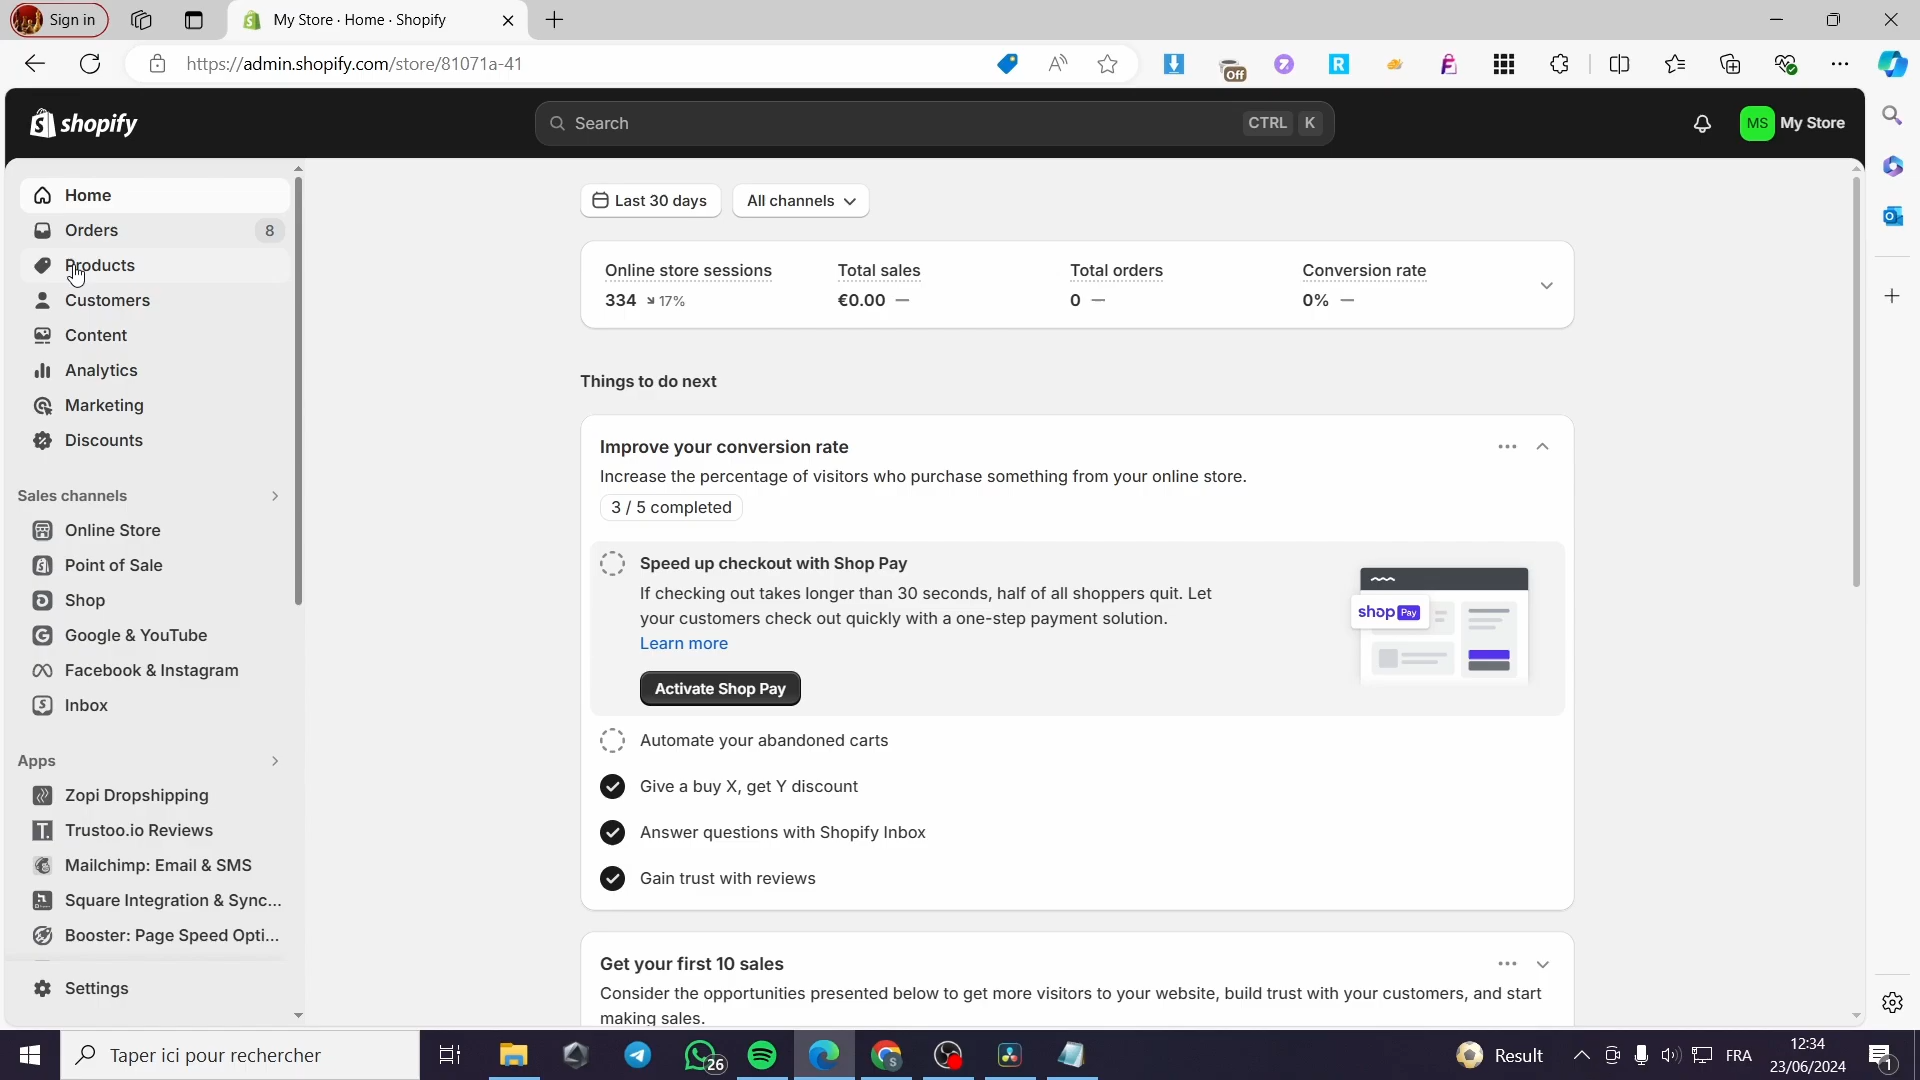 Sign in
My Store · Home · Shopify
https://admin.shopify.com/store/81071a-41
Off
shopify
Search
CTRL K
MS My Store
Home
Orders 8
Products
Customers
Content
Analytics
Marketing
Discounts
Sales channels
Online Store
Point of Sale
Shop
Google & YouTube
Facebook & Instagram
Inbox
Apps
Zopi Dropshipping
Trustoo.io Reviews
Mailchimp: Email & SMS
Square Integration & Sync...
Booster: Page Speed Opti...
Settings
Last 30 days
All channels
Online store sessions
334 17%
Total sales
€0.00 —
Total orders
0 —
Conversion rate
0% —
Things to do next
Improve your conversion rate
Increase the percentage of visitors who purchase something from your online store.
3 / 5 completed
Speed up checkout with Shop Pay
If checking out takes longer than 30 seconds, half of all shoppers quit. Let
your customers check out quickly with a one-step payment solution.
Learn more
Activate Shop Pay
shop Pay
Automate your abandoned carts
Give a buy X, get Y discount
Answer questions with Shopify Inbox
Gain trust with reviews
Get your first 10 sales
Consider the opportunities presented below to get more visitors to your website, build trust with your customers, and start
making sales.
Taper ici pour rechercher
26
Result
FRA
12:34
23/06/2024
1